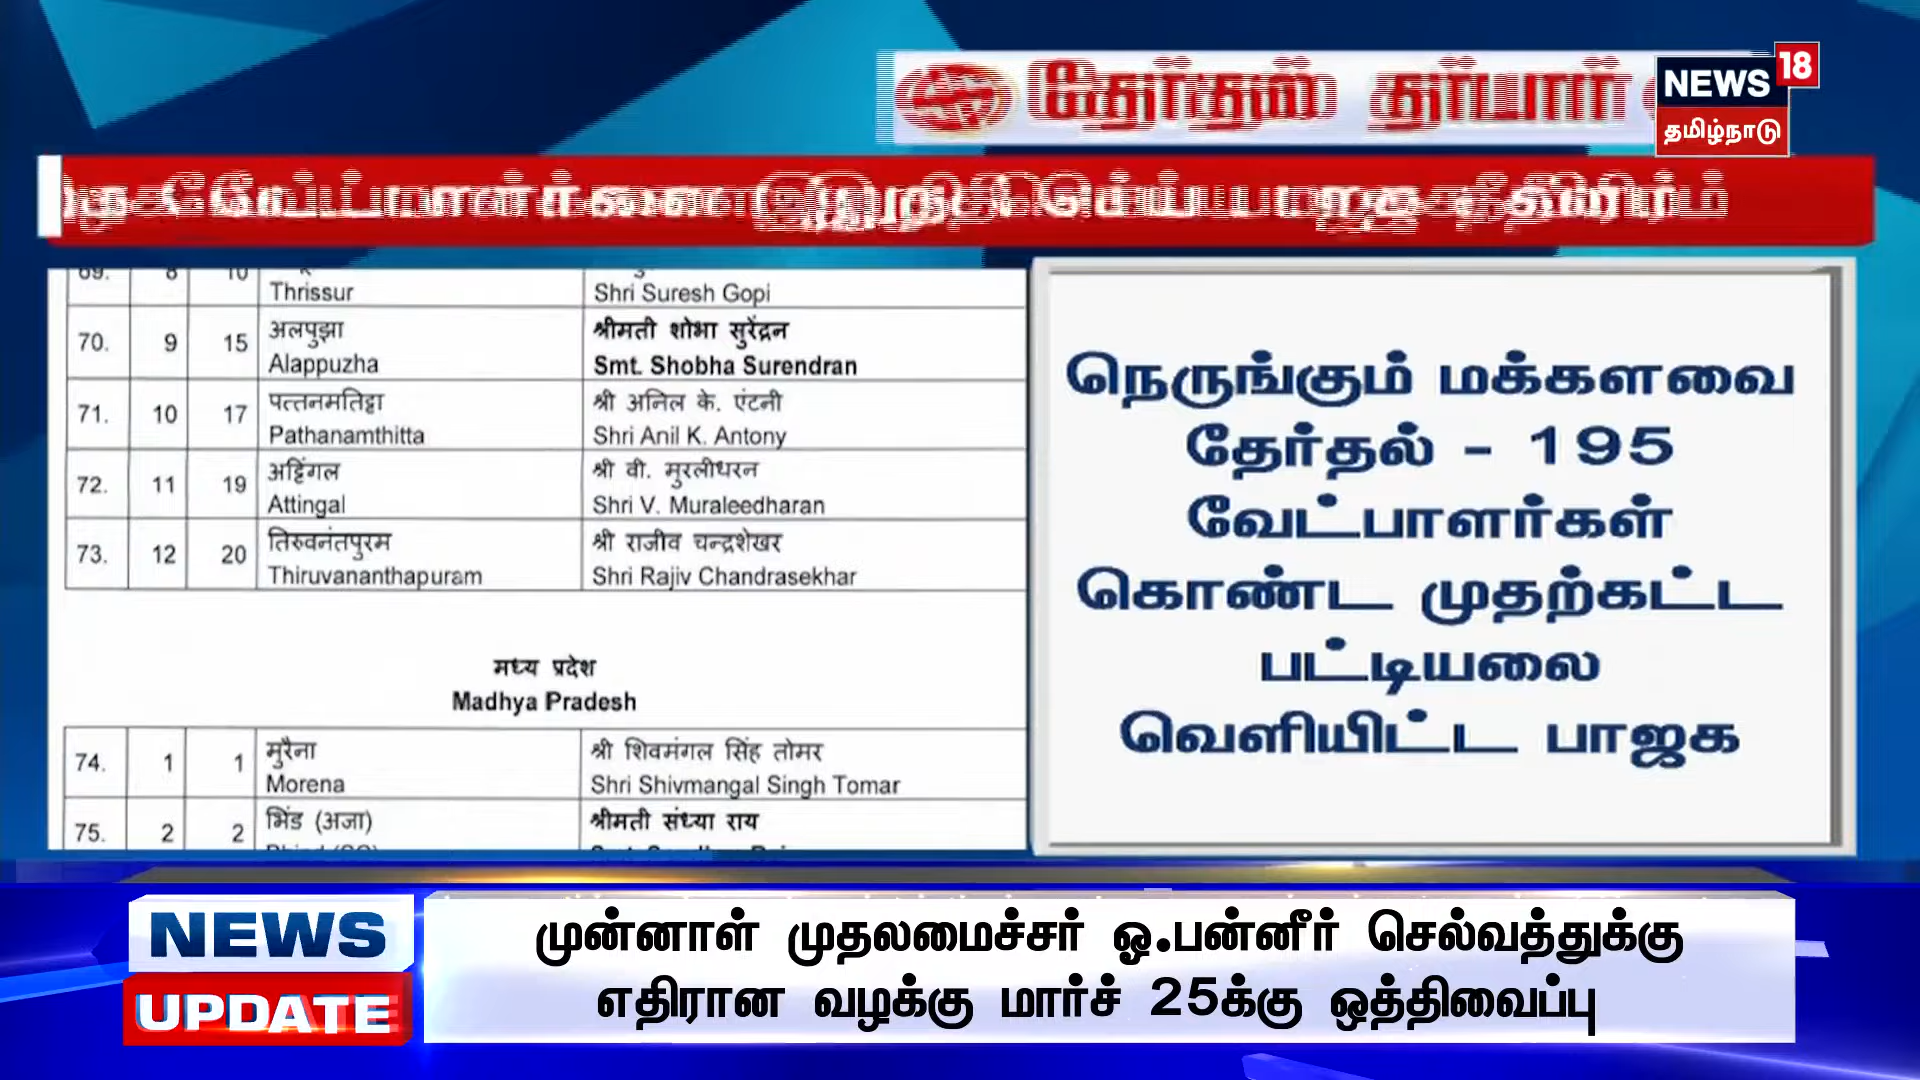 தேர்தல் தயார்
NEWS 18
தமிழ்நாடு
69. 8 10 Thrissur Shri Suresh Gopi
70. 9 15 अलपुझा श्रीमती शोभा सुरेंद्रन
Alappuzha Smt. Shobha Surendran
71. 10 17 पत्तनमतिट्टा श्री अनिल के. एंटनी
Pathanamthitta Shri Anil K. Antony
72. 11 19 अट्टिंगल श्री वी. मुरलीधरन
Attingal Shri V. Muraleedharan
73. 12 20 तिरुवनंतपुरम श्री राजीव चन्द्रशेखर
Thiruvananthapuram Shri Rajiv Chandrasekhar
मध्य प्रदेश
Madhya Pradesh
74. 1 1 मुरैना श्री शिवमंगल सिंह तोमर
Morena Shri Shivmangal Singh Tomar
75. 2 2 भिंड (अजा) श्रीमती संध्या राय
நெருங்கும் மக்களவை
தேர்தல் - 195
வேட்பாளர்கள்
கொண்ட முதற்கட்ட
பட்டியலை
வெளியிட்ட பாஜக
NEWS
UPDATE
முன்னாள் முதலமைச்சர் ஓ.பன்னீர் செல்வத்துக்கு
எதிரான வழக்கு மார்ச் 25க்கு ஒத்திவைப்பு